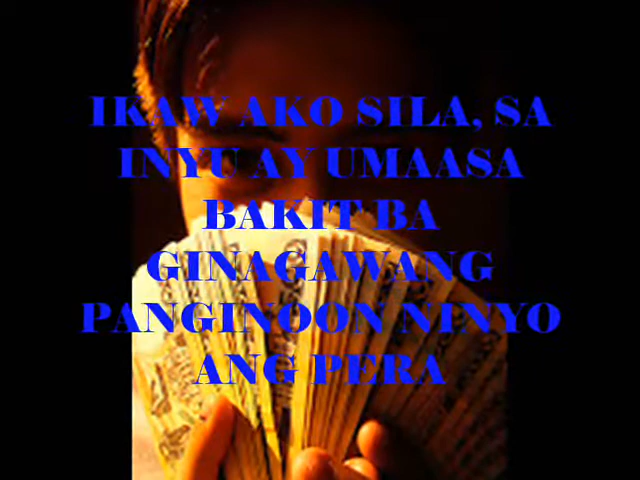 IKAW AKO SILA, SA
INYU AY UMAASA
BAKIT BA
GINAGAWANG
PANGINOON NINYO
ANG PERA